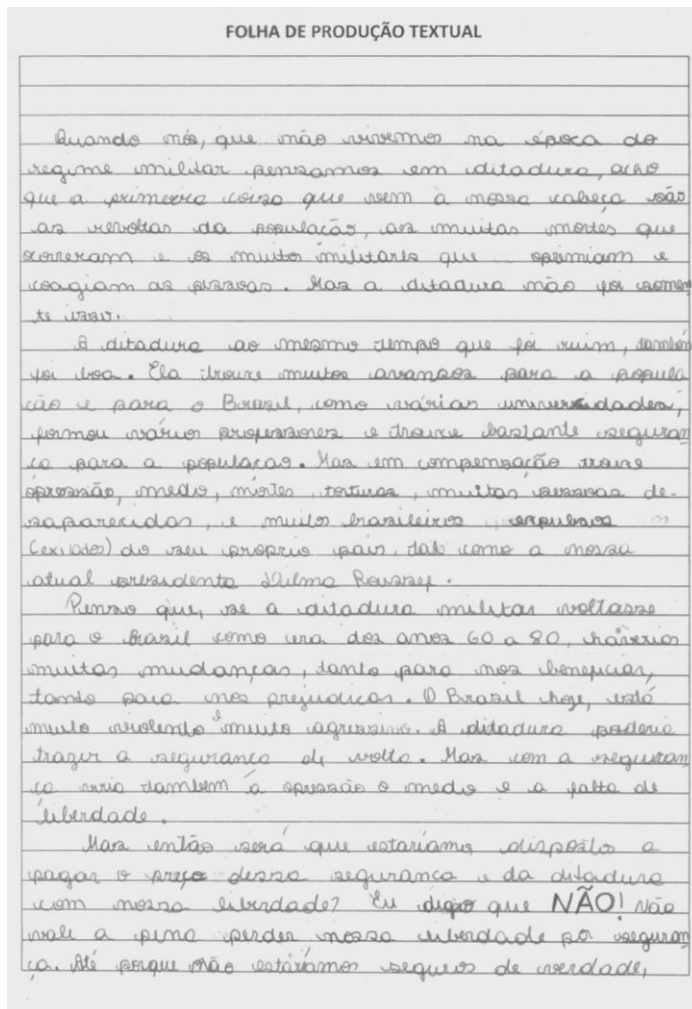 FOLHA DE PRODUÇÃO TEXTUAL
Quando nós, que não vivemos na época do
regime militar pensamos em ditadura, acho
que a primeira coisa que vem à nossa cabeça são
as revoltas da população, as muitas mortes que
ocorreram e os muito militares que oprimiam e
coagiam as pessoas. Mas a ditadura não foi somen
te isso.
A ditadura ao mesmo tempo que foi ruim, também
foi boa. Ela trouxe muitos avanços para a popula
ção e para o Brasil, como várias universidades,
formou vários professores e trouxe bastante seguran
ça para a população. Mas em compensação trouxe
opressão, medo, mortes, torturas, muitas pessoas de-
saparecidas, e muitos brasileiros expulsos
(exilados) do seu próprio país, tal como a nossa
atual presidenta Dilma Roussef.
Penso que, se a ditadura militar voltasse
para o Brasil como era dos anos 60 a 80, haveria
muitas mudanças, tanto para nos beneficiar,
tanto para nos prejudicar. O Brasil hoje, está
muito violento e muito agressivo. A ditadura poderia
trazer a segurança de volta. Mas com a seguran
ça viria também a opressão o medo e a falta de
liberdade.
Mas então será que estaríamos disposto a
pagar o preço dessa segurança e da ditadura
com nossa liberdade? Eu digo que NÃO! Não
vale a pena perder nossa liberdade por seguran
ça. Até porque não estaríamos seguros de verdade,